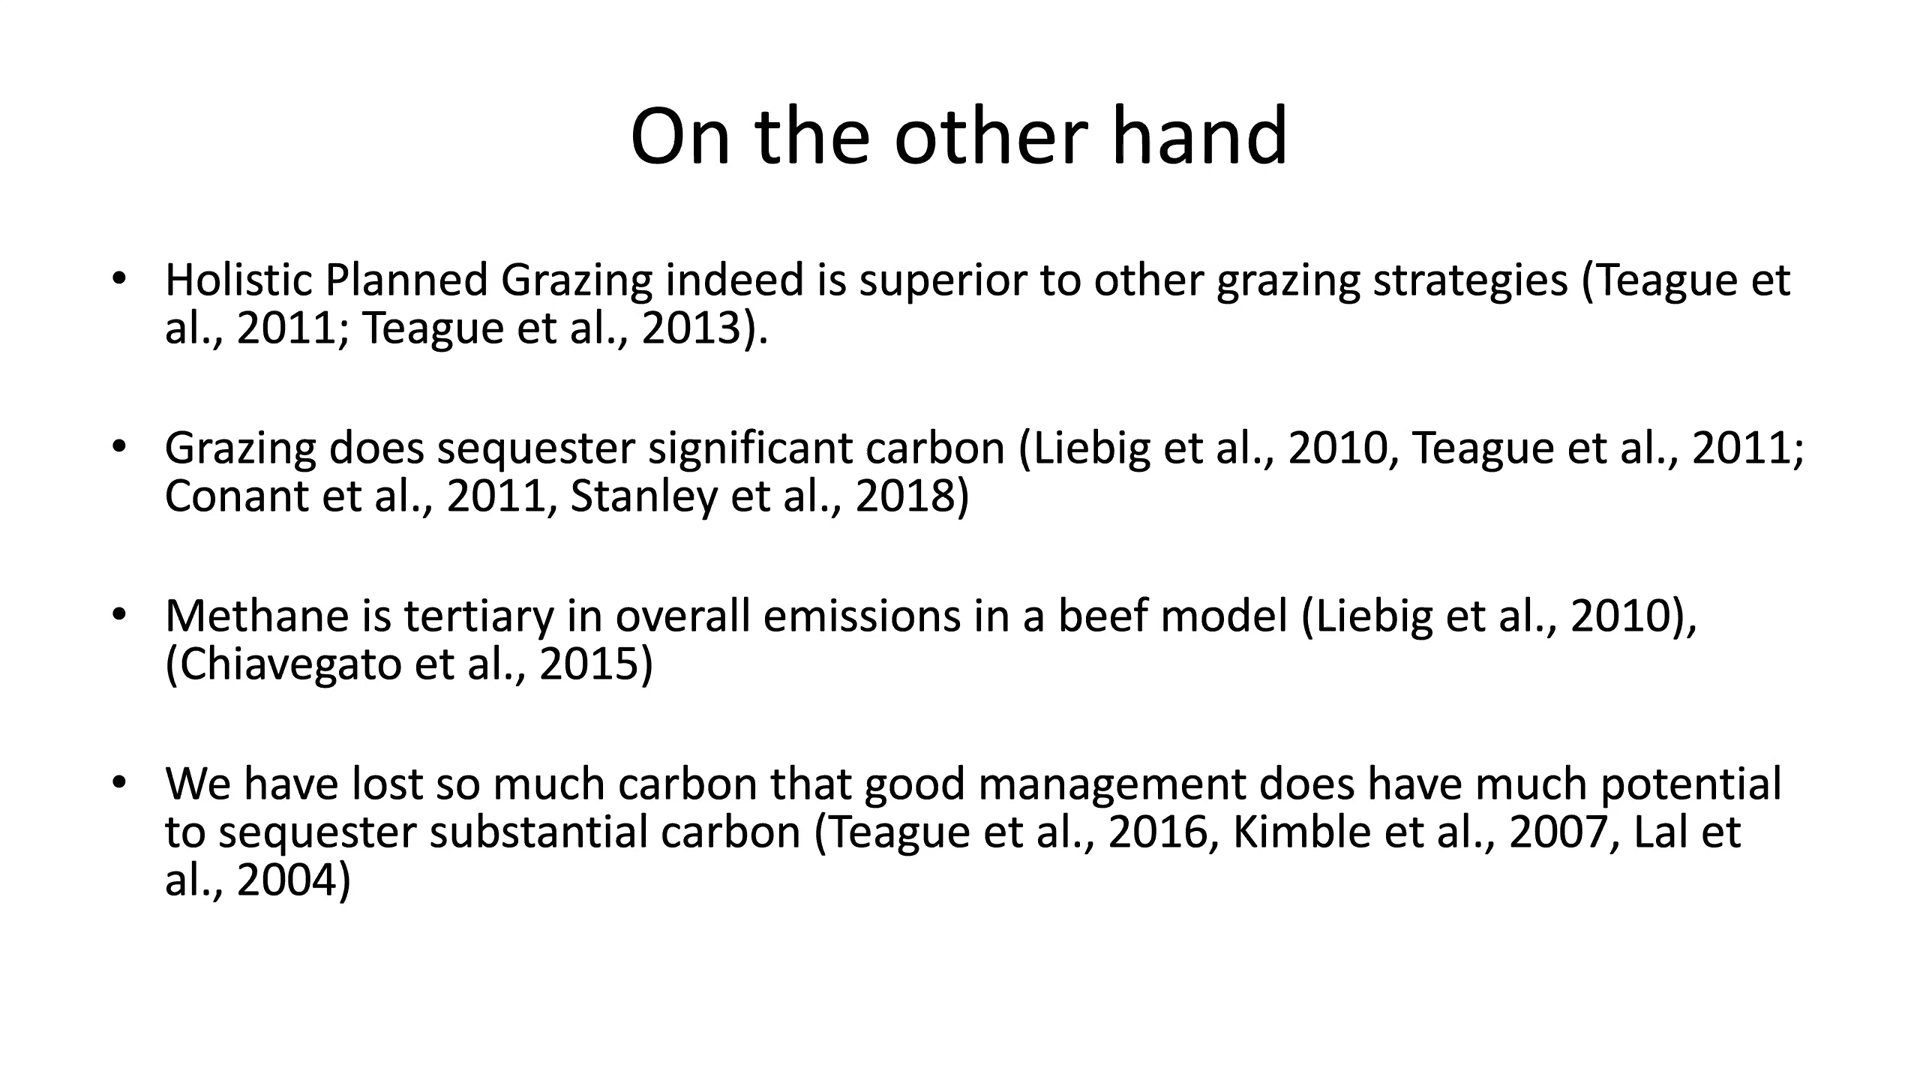 On the other hand
• Holistic Planned Grazing indeed is superior to other grazing strategies (Teague et
al., 2011; Teague et al., 2013).
• Grazing does sequester significant carbon (Liebig et al., 2010, Teague et al., 2011;
Conant et al., 2011, Stanley et al., 2018)
• Methane is tertiary in overall emissions in a beef model (Liebig et al., 2010),
(Chiavegato et al., 2015)
• We have lost so much carbon that good management does have much potential
to sequester substantial carbon (Teague et al., 2016, Kimble et al., 2007, Lal et
al., 2004)